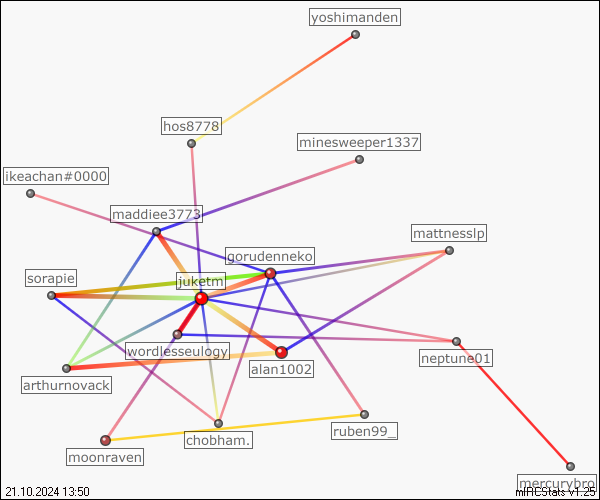 yoshimanden
hos8778
minesweeper1337
ikeachan#0000
maddiee3773
mattnesslp
gorudenneko
sorapie
juketm
wordlesseulogy
neptune01
alan1002
arthurnovack
ruben99_
chobham.
moonraven
mercurybro
21.10.2024 13:50
mIRCStats v1.25